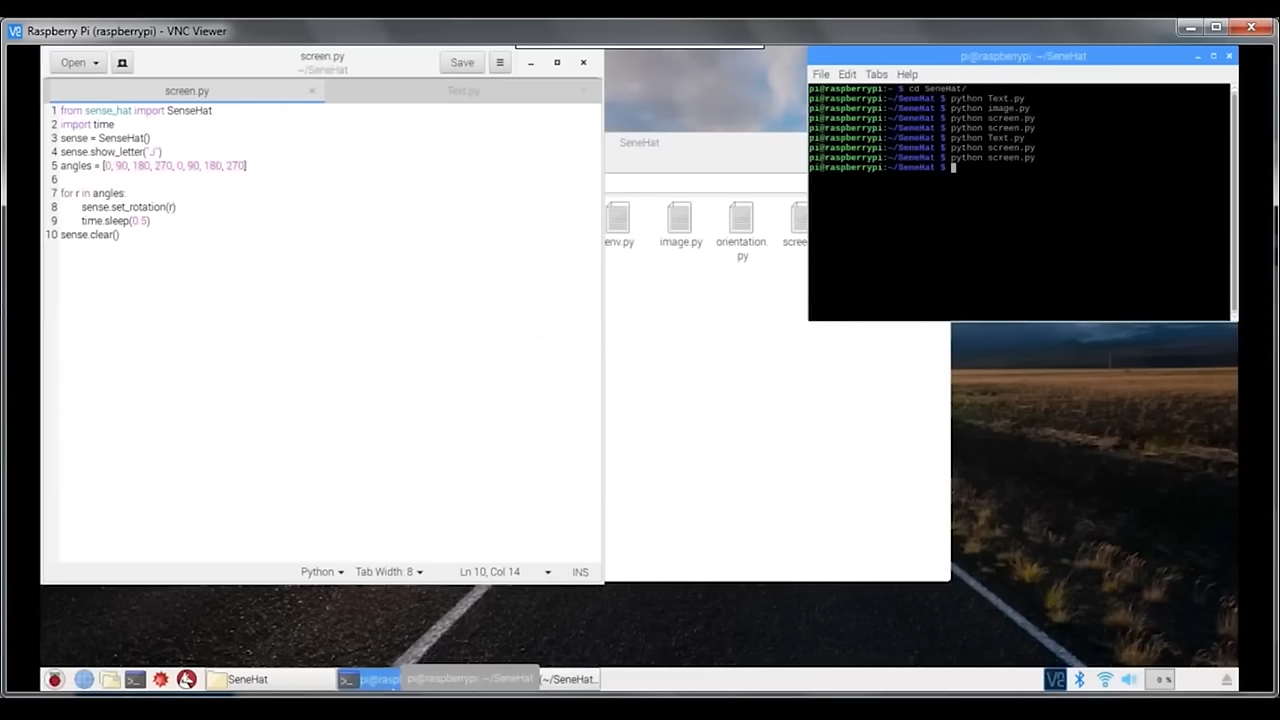 Raspberry Pi (raspberrypi) - VNC Viewer
Open
screen.py
~/SeneHat
Save
screen.py
Text.py
1 from sense_hat import SenseHat
2 import time
3 sense = SenseHat()
4 sense.show_letter("J")
5 angles = [0, 90, 180, 270, 0, 90, 180, 270]
6
7 for r in angles:
8 sense.set_rotation(r)
9 time.sleep(0.5)
10 sense.clear()
Python
Tab Width: 8
Ln 10, Col 14
INS
SeneHat
env.py
image.py
orientation.
py
scree
pi@raspberrypi: ~/SeneHat
File Edit Tabs Help
pi@raspberrypi:~ $ cd SeneHat/
pi@raspberrypi:~/SeneHat $ python Text.py
pi@raspberrypi:~/SeneHat $ python image.py
pi@raspberrypi:~/SeneHat $ python screen.py
pi@raspberrypi:~/SeneHat $ python screen.py
pi@raspberrypi:~/SeneHat $ python Text.py
pi@raspberrypi:~/SeneHat $ python screen.py
pi@raspberrypi:~/SeneHat $ python screen.py
pi@raspberrypi:~/SeneHat $
SeneHat
pi@rasp
pi@raspberrypi: ~/SeneHat
(~/SeneHat...
0 %